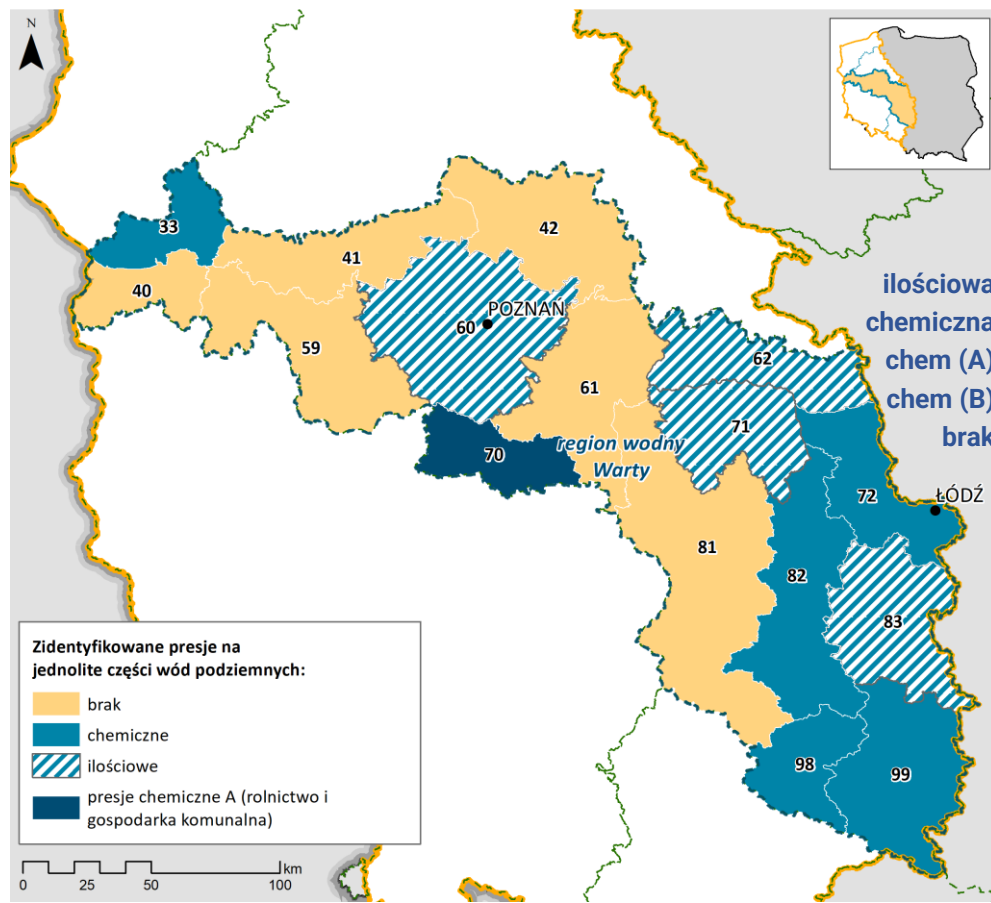 N
33
42
41
40
POZNAŃ
60
59
62
61
ilościowa
chemiczna
chem (A)
chem (B)
brak
71
region wodny
Warty
70
72
ŁÓDŹ
81
82
83
98
99
Zidentyfikowane presje na
jednolite części wód podziemnych:
brak
chemiczne
ilościowe
presje chemiczne A (rolnictwo i
gospodarka komunalna)
km
0 25 50 100